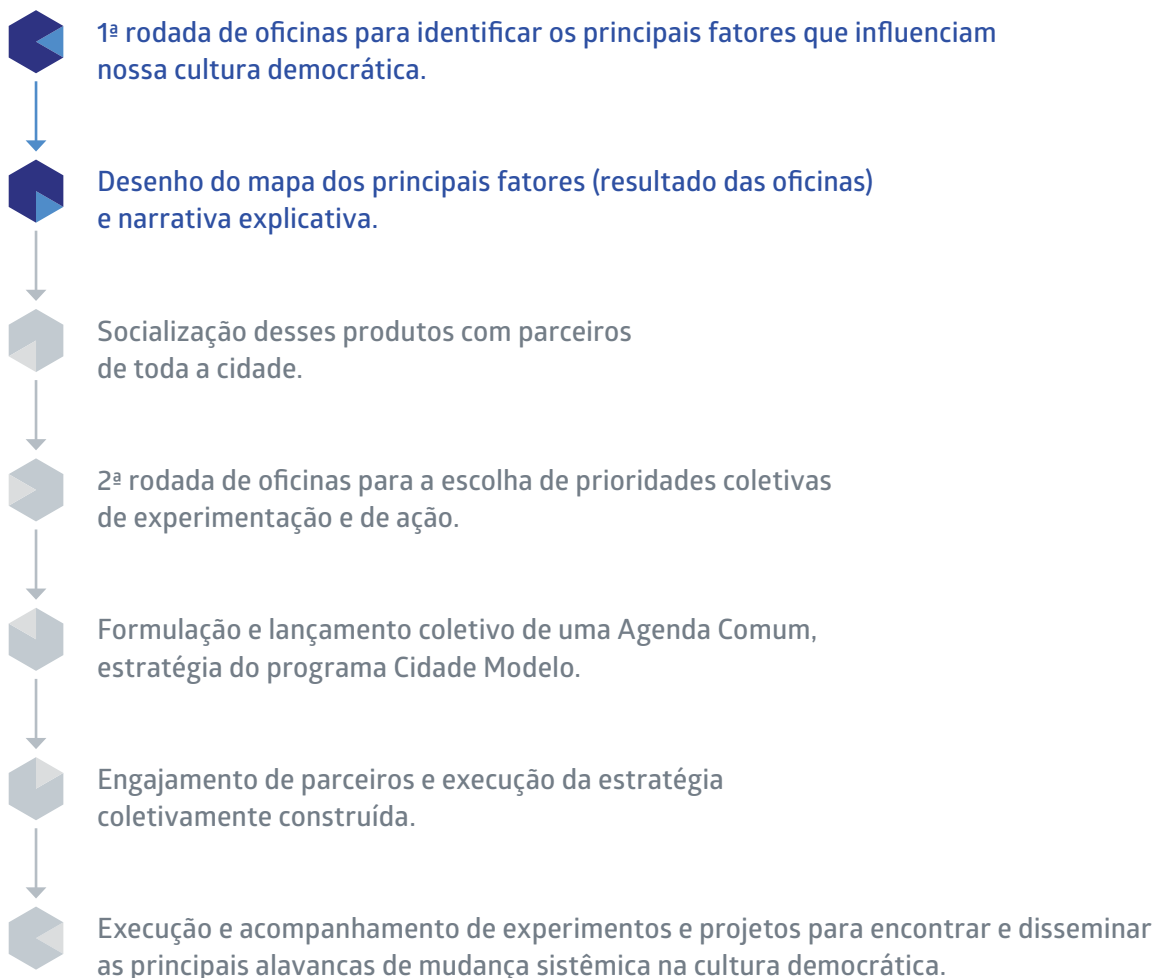 1ª rodada de oficinas para identificar os principais fatores que influenciam
nossa cultura democrática.
Desenho do mapa dos principais fatores (resultado das oficinas)
e narrativa explicativa.
Socialização desses produtos com parceiros
de toda a cidade.
2ª rodada de oficinas para a escolha de prioridades coletivas
de experimentação e de ação.
Formulação e lançamento coletivo de uma Agenda Comum,
estratégia do programa Cidade Modelo.
Engajamento de parceiros e execução da estratégia
coletivamente construída.
Execução e acompanhamento de experimentos e projetos para encontrar e disseminar
as principais alavancas de mudança sistêmica na cultura democrática.